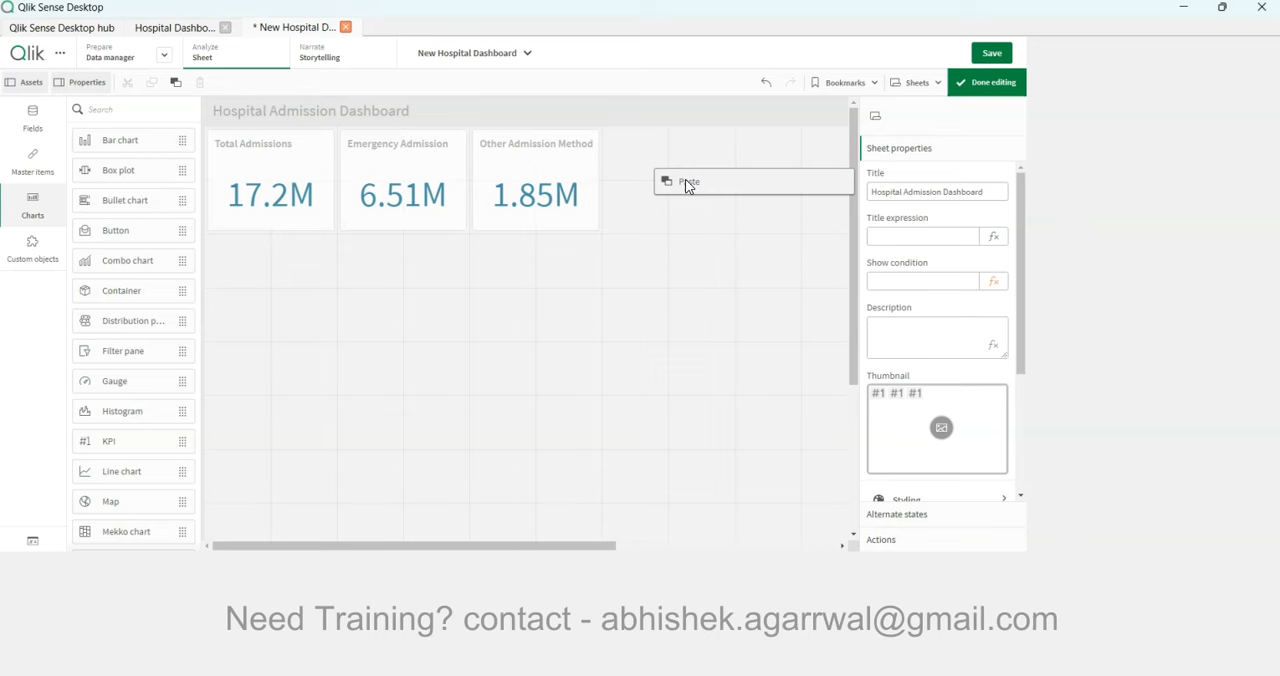 Qlik Sense Desktop
Qlik Sense Desktop hub
Hospital Dashbo...
* New Hospital D...
Qlik
Prepare
Data manager
Analyze
Sheet
Narrate
Storytelling
New Hospital Dashboard
Save
Assets
Properties
Bookmarks
Sheets
Done editing
Fields
Master items
Charts
Custom objects
Search
Bar chart
Box plot
Bullet chart
Button
Combo chart
Container
Distribution p...
Filter pane
Gauge
Histogram
#1 KPI
Line chart
Map
Mekko chart
Hospital Admission Dashboard
Total Admissions
17.2M
Emergency Admission
6.51M
Other Admission Method
1.85M
Paste
Sheet properties
Title
Hospital Admission Dashboard
Title expression
fx
Show condition
fx
Description
fx
Thumbnail
#1 #1 #1
Styling
Alternate states
Actions
Need Training? contact - abhishek.agarrwal@gmail.com